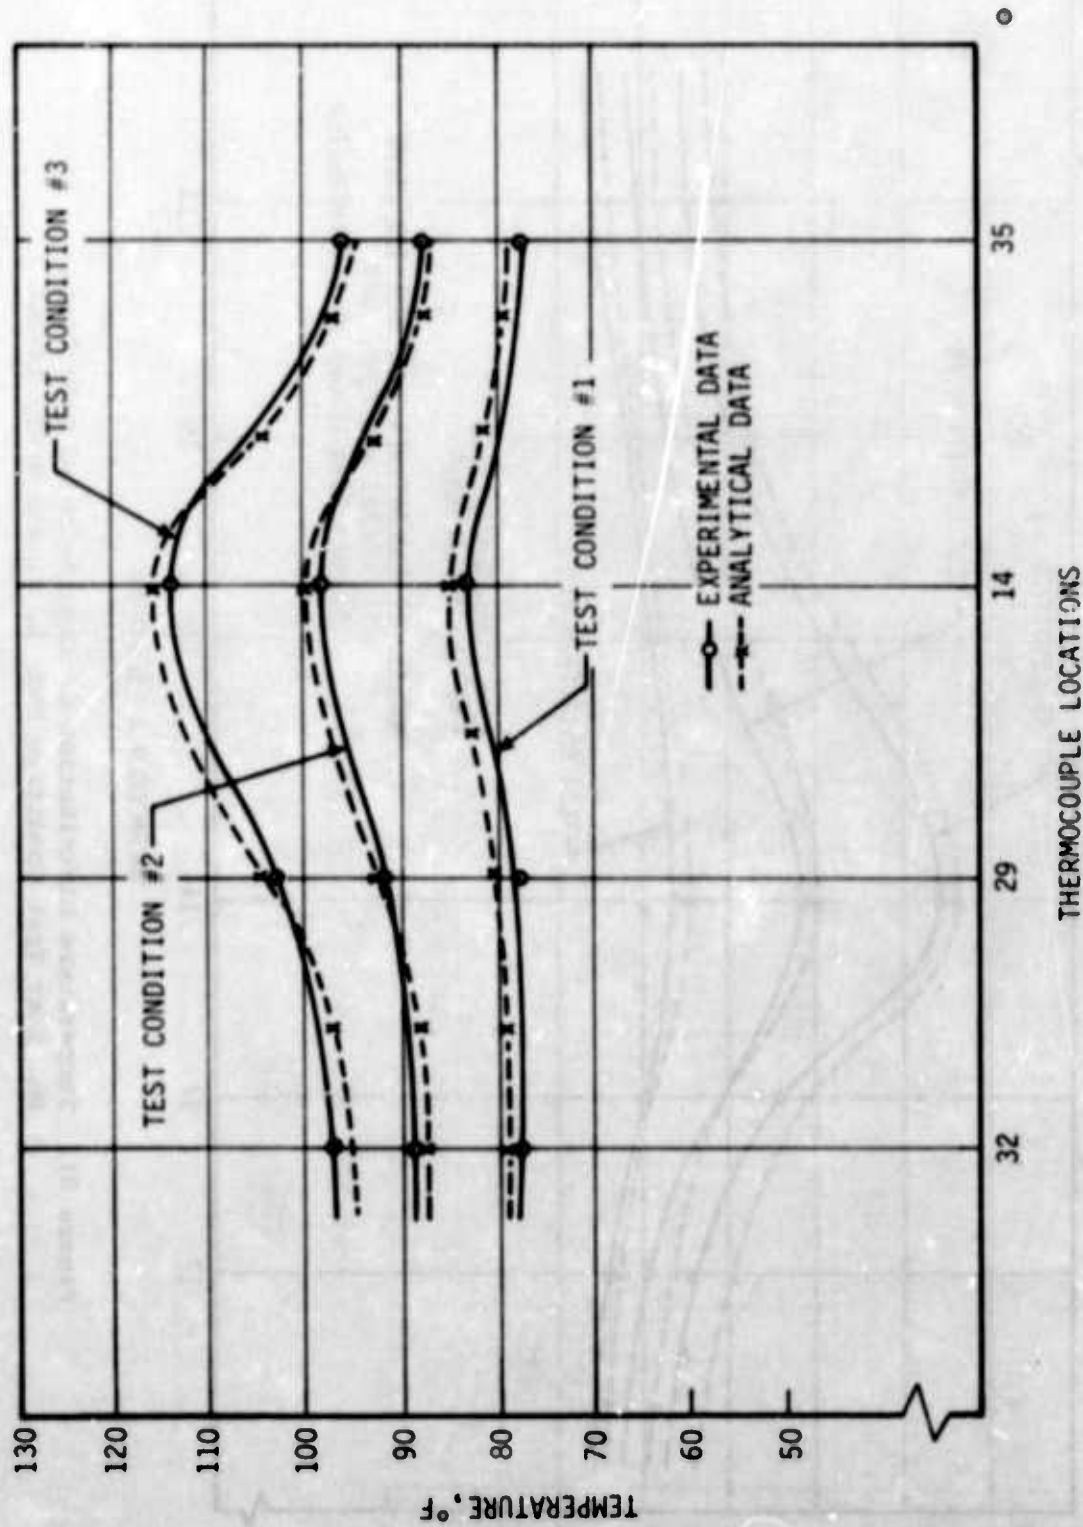 TEMPERATURE, °F
130
120
110
100
90
80
70
60
50
TEST CONDITION #3
TEST CONDITION #2
TEST CONDITION #1
EXPERIMENTAL DATA
ANALYTICAL DATA
32
29
14
35
THERMOCOUPLE LOCATIONS